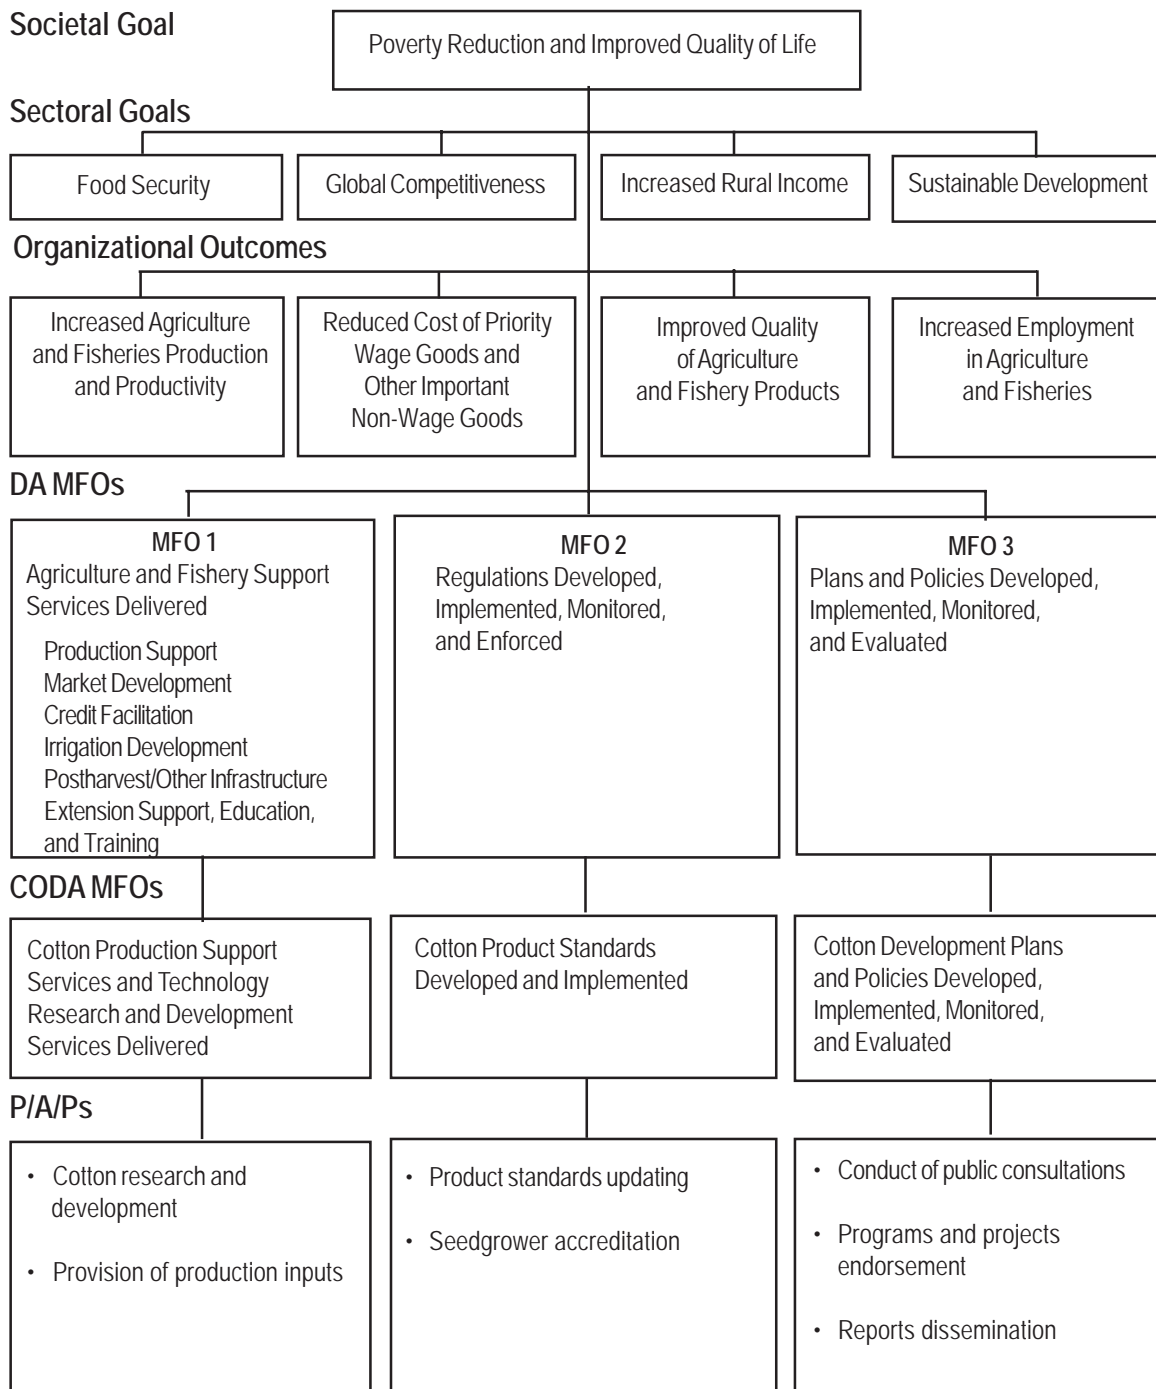 Societal Goal
Poverty Reduction and Improved Quality of Life
Sectoral Goals
Food Security
Global Competitiveness
Increased Rural Income
Sustainable Development
Organizational Outcomes
Increased Agriculture
and Fisheries Production
and Productivity
Reduced Cost of Priority
Wage Goods and
Other Important
Non-Wage Goods
Improved Quality
of Agriculture
and Fishery Products
Increased Employment
in Agriculture
and Fisheries
DA MFOs
MFO 1
Agriculture and Fishery Support
Services Delivered
Production Support
Market Development
Credit Facilitation
Irrigation Development
Postharvest/Other Infrastructure
Extension Support, Education,
and Training
MFO 2
Regulations Developed,
Implemented, Monitored,
and Enforced
MFO 3
Plans and Policies Developed,
Implemented, Monitored,
and Evaluated
CODA MFOs
Cotton Production Support
Services and Technology
Research and Development
Services Delivered
Cotton Product Standards
Developed and Implemented
Cotton Development Plans
and Policies Developed,
Implemented, Monitored,
and Evaluated
P/A/Ps
• Cotton research and
development
• Provision of production inputs
• Product standards updating
• Seedgrower accreditation
• Conduct of public consultations
• Programs and projects
endorsement
• Reports dissemination